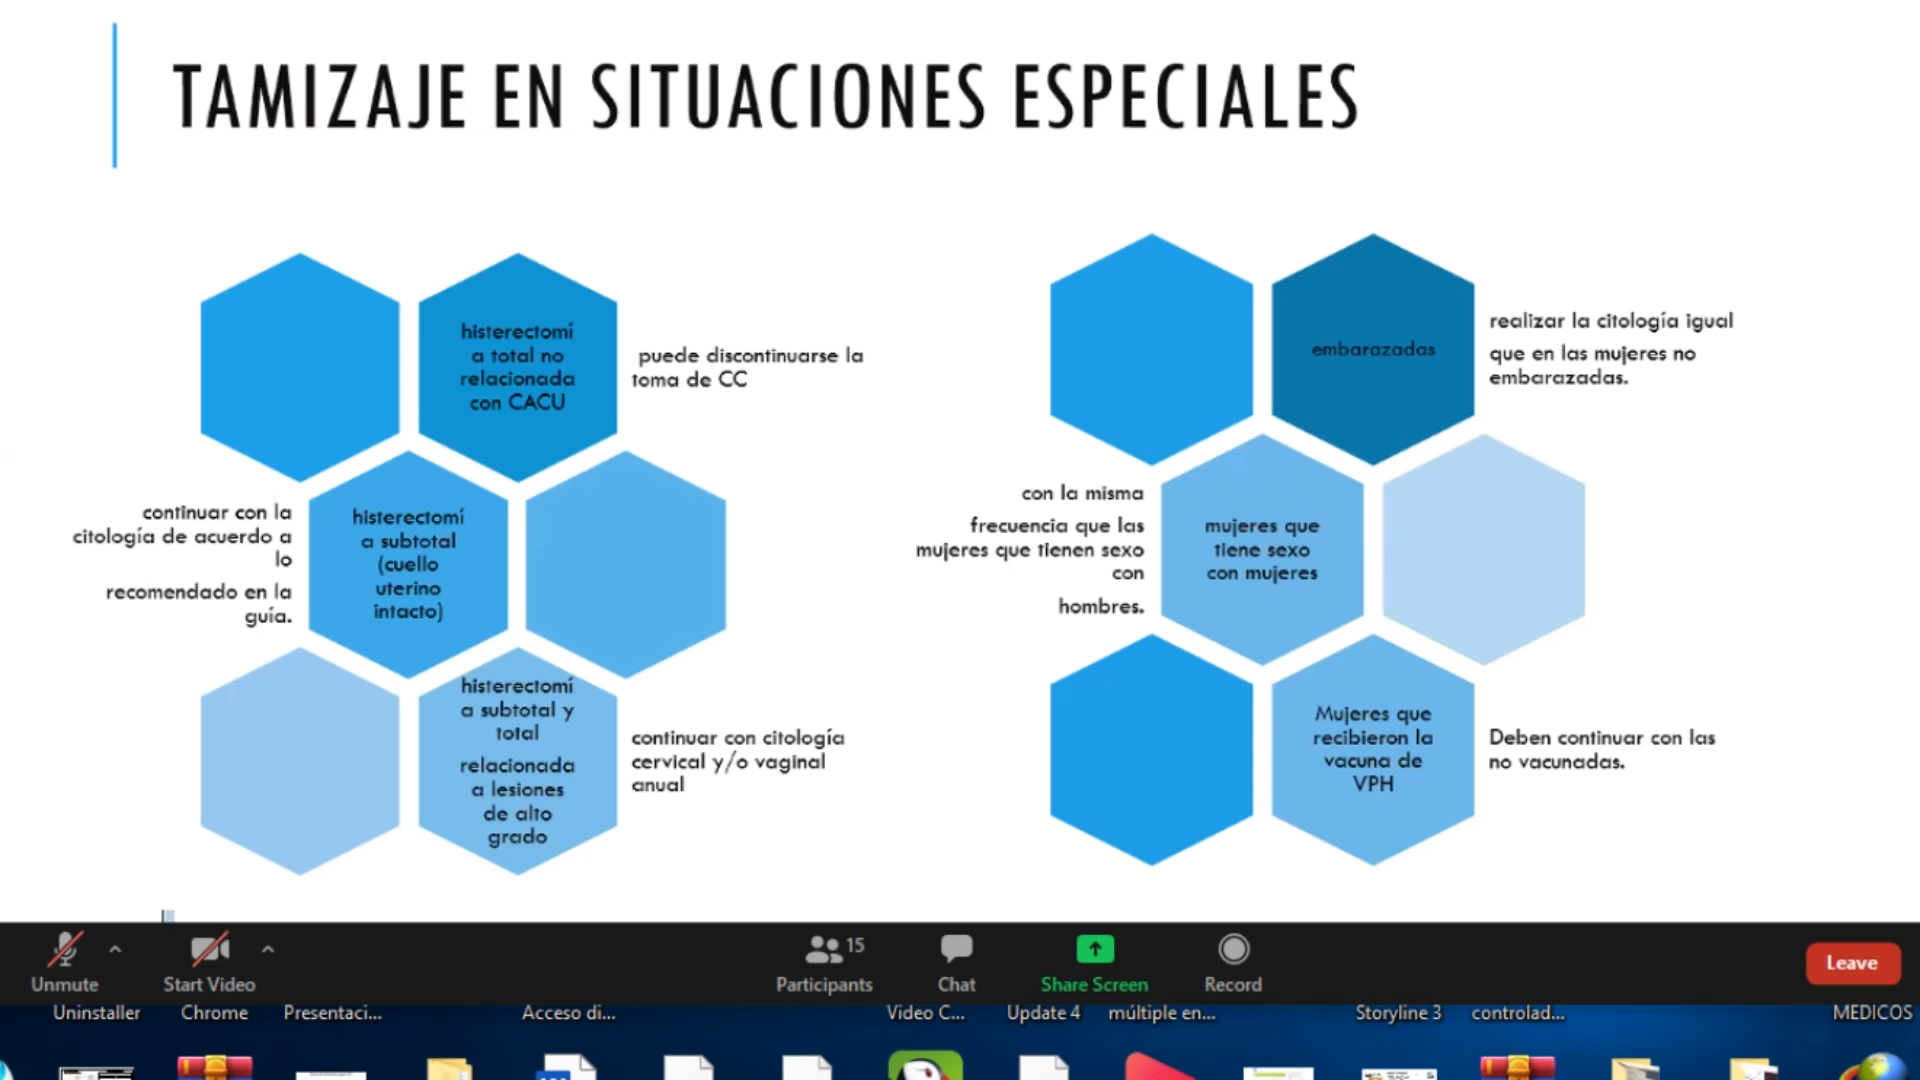 TAMIZAJE EN SITUACIONES ESPECIALES
histerectomí
a total no
relacionada
con CACU
puede discontinuarse la
toma de CC
continuar con la
citología de acuerdo a
lo
recomendado en la
guía.
histerectomí
a subtotal
(cuello
uterino
intacto)
histerectomí
a subtotal y
total
relacionada
a lesiones
de alto
grado
continuar con citología
cervical y/o vaginal
anual
embarazadas
realizar la citología igual
que en las mujeres no
embarazadas.
con la misma
frecuencia que las
mujeres que tienen sexo
con
hombres.
mujeres que
tiene sexo
con mujeres
Mujeres que
recibieron la
vacuna de
VPH
Deben continuar con las
no vacunadas.
15
Unmute
Start Video
Participants
Chat
Share Screen
Record
Leave
Uninstaller
Chrome
Presentaci...
Acceso di...
Video C...
Update 4
múltiple en...
Storyline 3
controlad...
MEDICOS